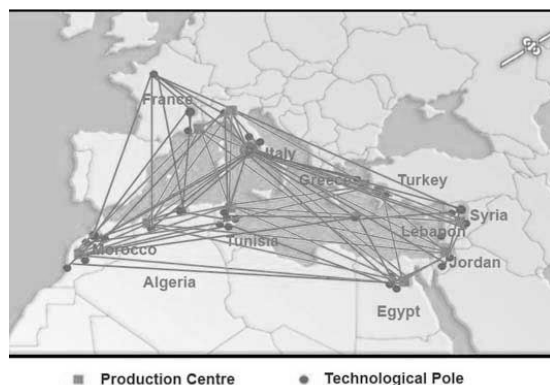 France
Italy
Greece
Turkey
Syria
Lebanon
Morocco
Tunisia
Jordan
Algeria
Egypt
Production Centre
Technological Pole